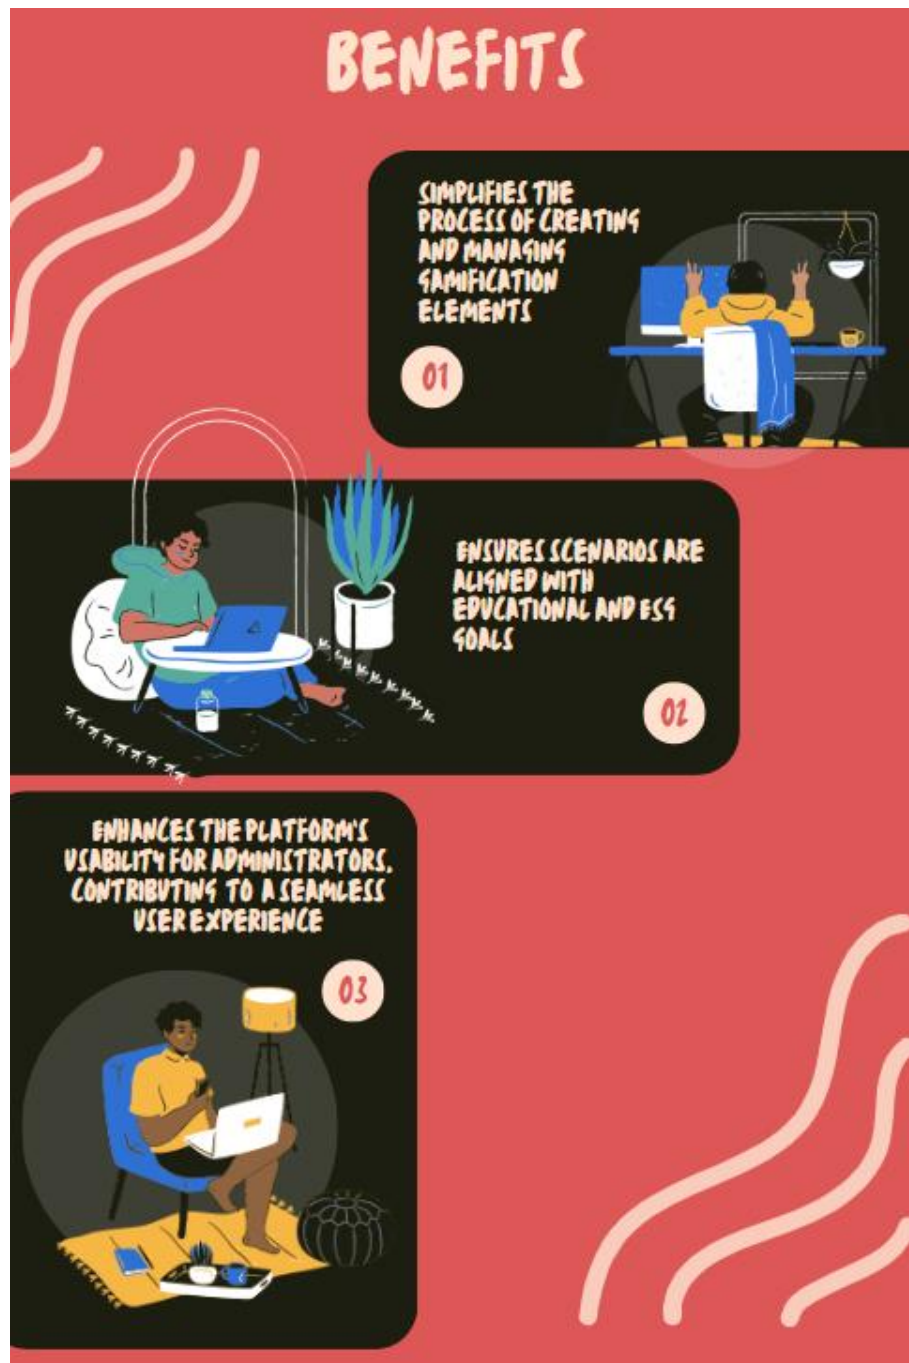 BENEFITS
SIMPLIFIES THE
PROCESS OF CREATING
AND MANAGING
GAMIFICATION
ELEMENTS
01
ENSURES SCENARIOS ARE
ALIGNED WITH
EDUCATIONAL AND ESG
GOALS
02
ENHANCES THE PLATFORM'S
USABILITY FOR ADMINISTRATORS,
CONTRIBUTING TO A SEAMLESS
USER EXPERIENCE
03